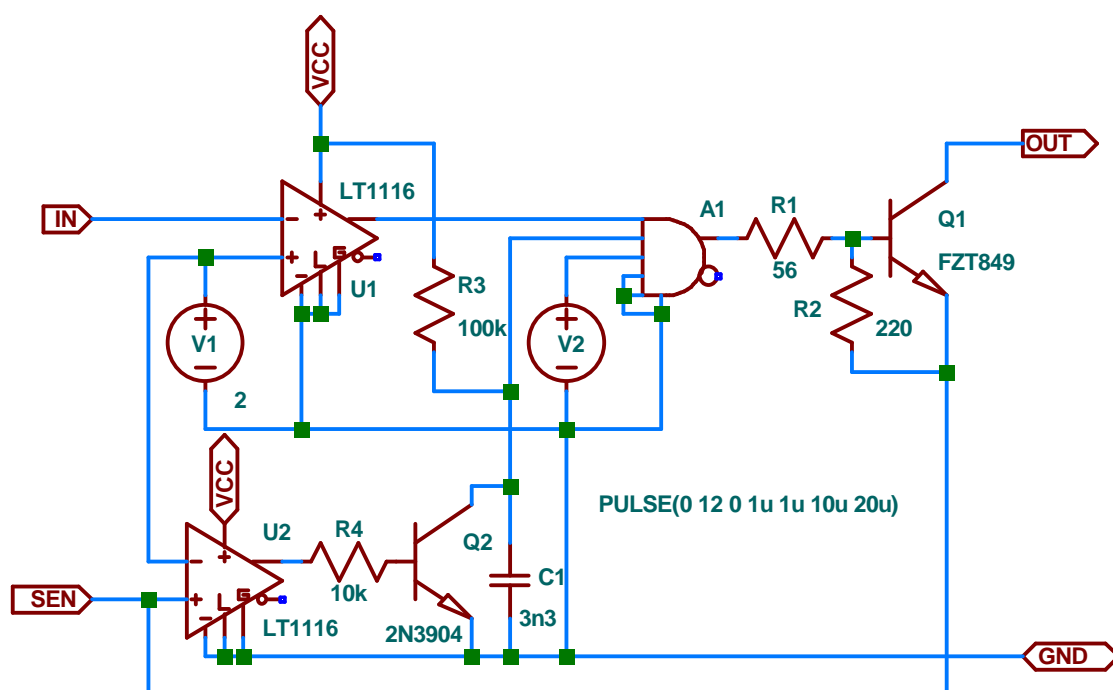 VCC
OUT
LT1116
A1
R1
IN
-
+
Q1
+
56
FZT849
-
L
G
U1
R3
R2
+
V1
-
100k
+
V2
-
220
2
VCC
PULSE(0 12 0 1u 1u 10u 20u)
U2
R4
Q2
-
+
C1
SEN
+
10k
-
L
G
LT1116
3n3
2N3904
GND